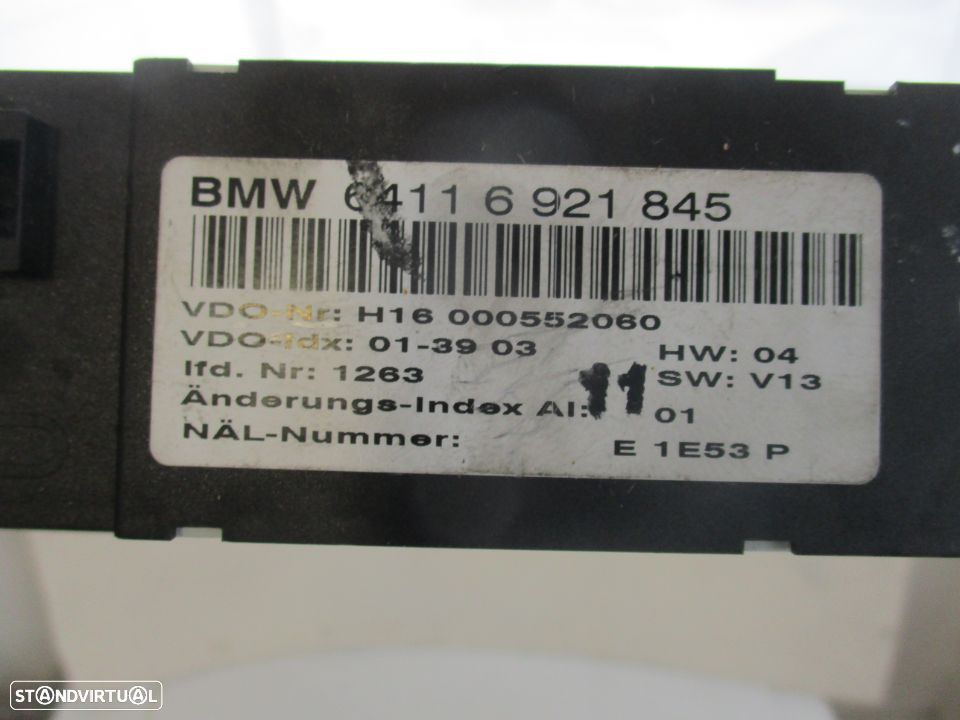 BMW 6411 6 921 845
VDO-Nr: H16 000552060
VDO-Idx: 01-39 03 HW: 04
lfd. Nr: 1263 SW: V13
Änderungs-Index AI: 11 01
NÄL-Nummer: E 1E53 P
STANDVIRTUAL